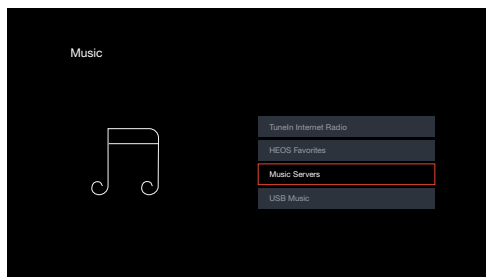 Music
TuneIn Internet Radio
HEOS Favorites
Music Servers
USB Music